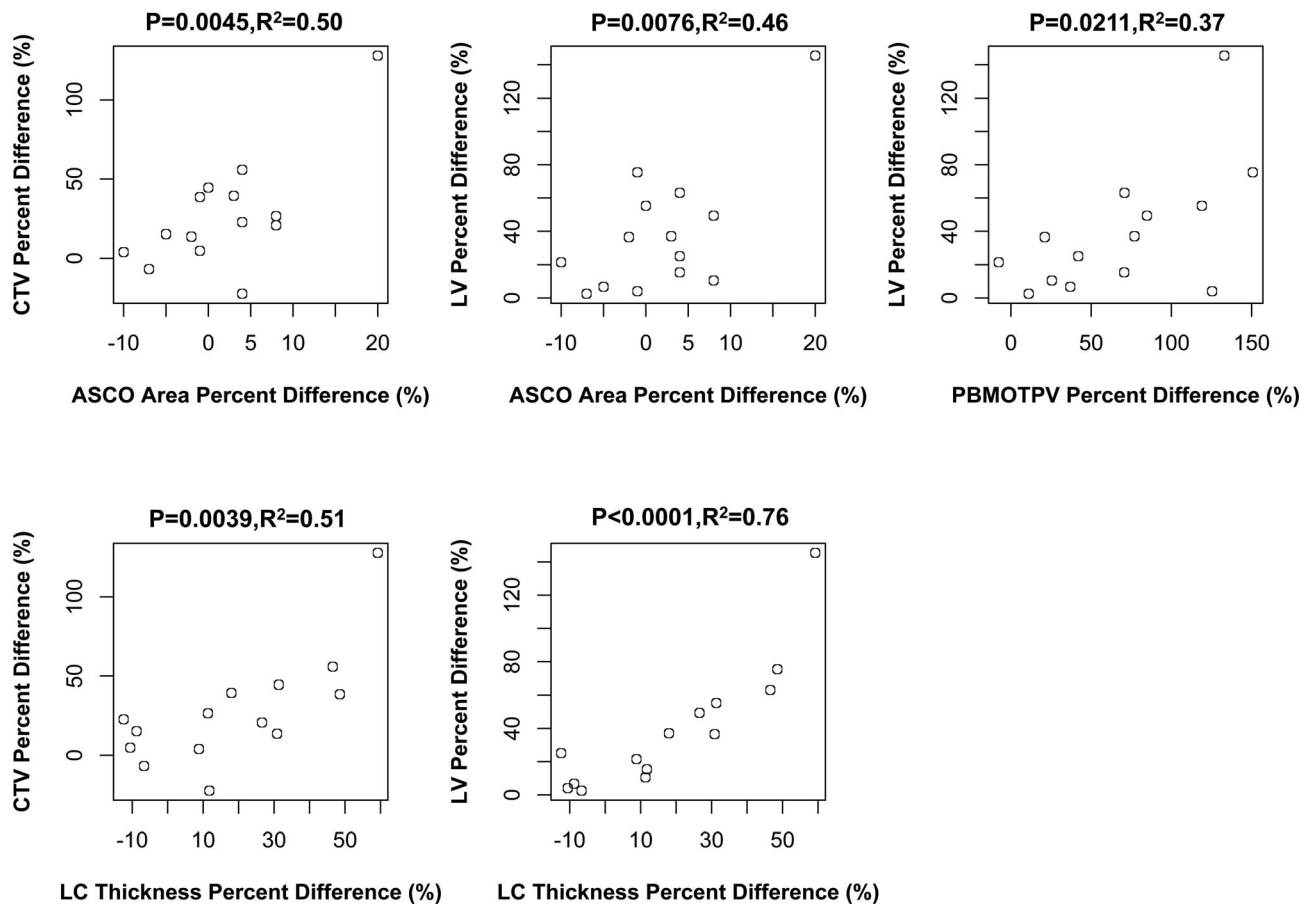 P=0.0045,R²=0.50
CTV Percent Difference (%)
100
50
0
-10 0 5 10 20
ASCO Area Percent Difference (%)
P=0.0076,R²=0.46
LV Percent Difference (%)
120
80
40
0
-10 0 5 10 20
ASCO Area Percent Difference (%)
P=0.0211,R²=0.37
LV Percent Difference (%)
120
80
40
0
0 50 100 150
PBMOTPV Percent Difference (%)
P=0.0039,R²=0.51
CTV Percent Difference (%)
100
50
0
-10 10 30 50
LC Thickness Percent Difference (%)
P<0.0001,R²=0.76
LV Percent Difference (%)
120
80
40
0
-10 10 30 50
LC Thickness Percent Difference (%)